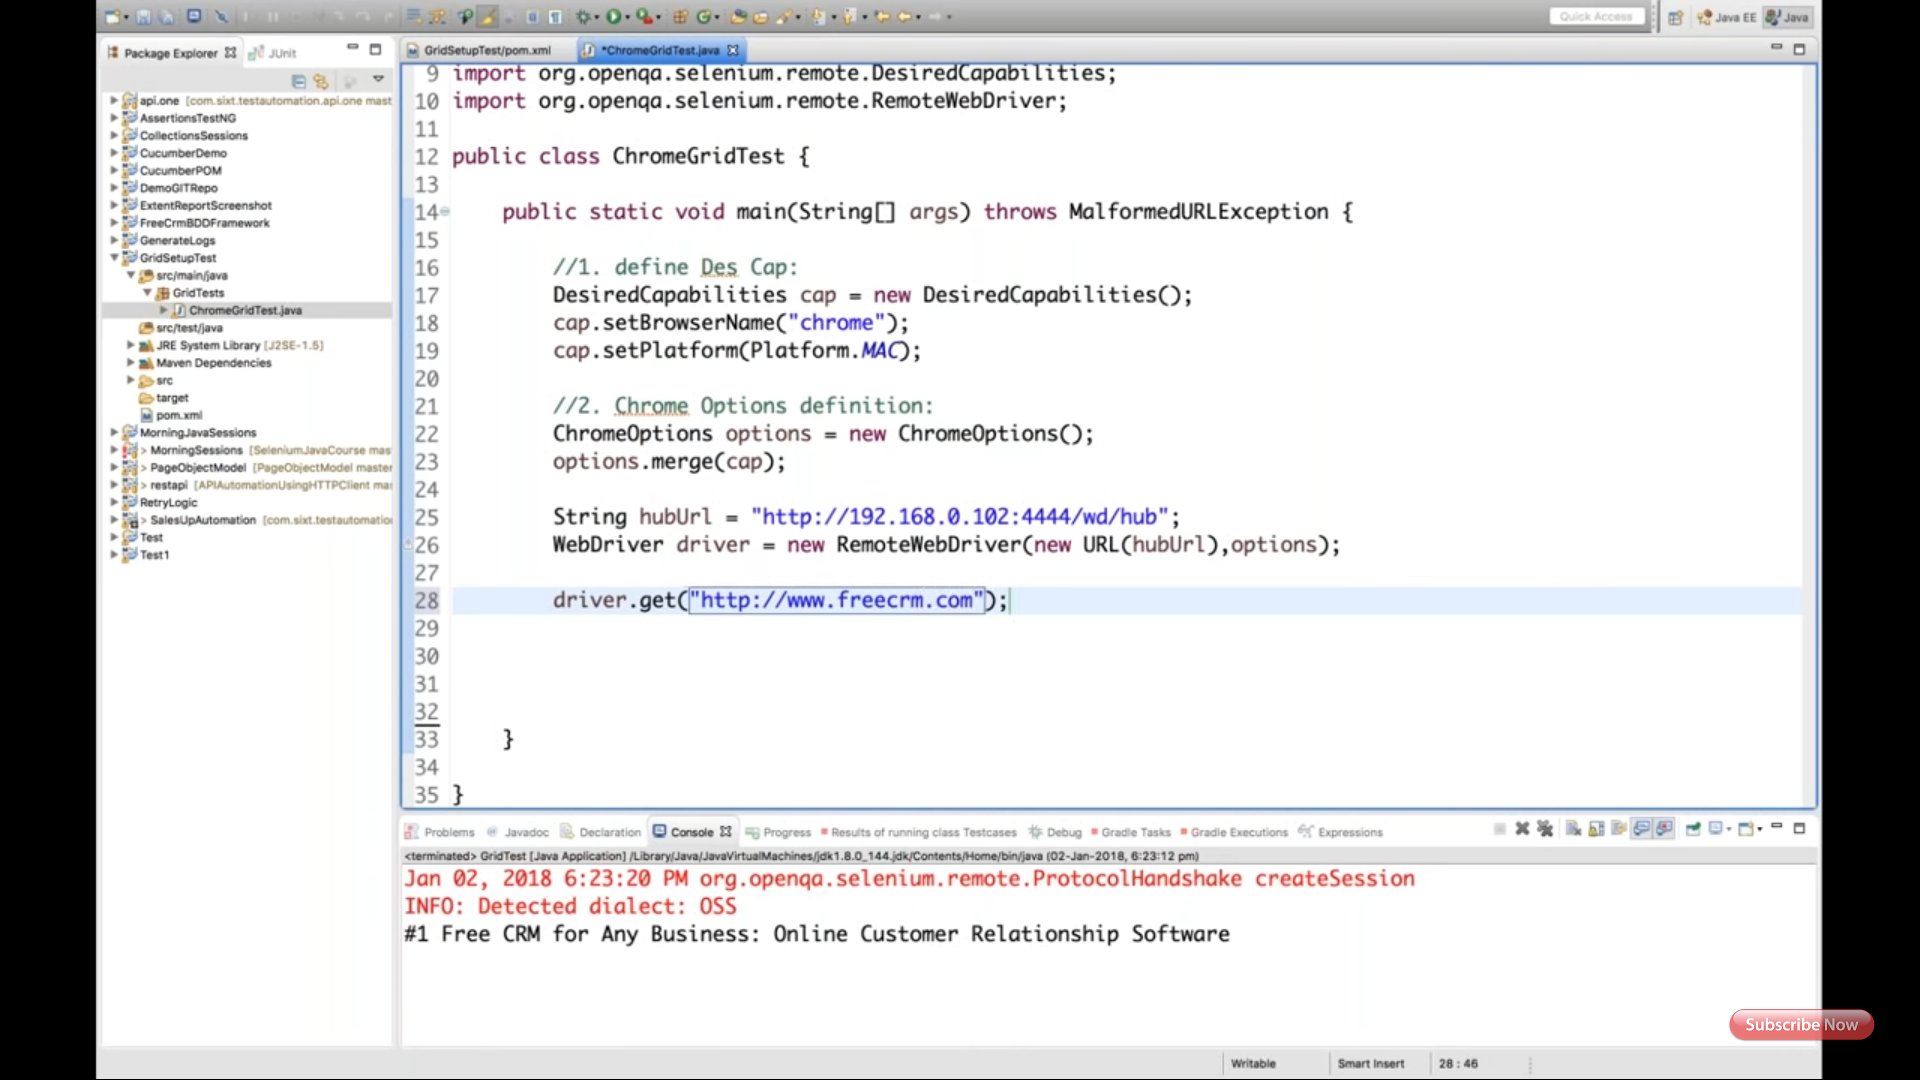 Quick Access
Java EE
Java
Package Explorer
JUnit
api.one [com.sixt.testautomation.api.one mast
AssertionsTestNG
CollectionsSessions
CucumberDemo
CucumberPOM
DemoGITRepo
ExtentReportScreenshot
FreeCrmBDDFramework
GenerateLogs
GridSetupTest
src/main/java
GridTests
ChromeGridTest.java
src/test/java
JRE System Library [J2SE-1.5]
Maven Dependencies
src
target
pom.xml
MorningJavaSessions
> MorningSessions [SeleniumJavaCourse mas
> PageObjectModel [PageObjectModel master
> restapi [APIAutomationUsingHTTPClient mas
RetryLogic
> SalesUpAutomation [com.sixt.testautomatio
Test
Test1
GridSetupTest/pom.xml
*ChromeGridTest.java
9 import org.openqa.selenium.remote.DesiredCapabilities;
10 import org.openqa.selenium.remote.RemoteWebDriver;
11
12 public class ChromeGridTest {
13
14 public static void main(String[] args) throws MalformedURLException {
15
16 //1. define Des Cap:
17 DesiredCapabilities cap = new DesiredCapabilities();
18 cap.setBrowserName("chrome");
19 cap.setPlatform(Platform.MAC);
20
21 //2. Chrome Options definition:
22 ChromeOptions options = new ChromeOptions();
23 options.merge(cap);
24
25 String hubUrl = "http://192.168.0.102:4444/wd/hub";
26 WebDriver driver = new RemoteWebDriver(new URL(hubUrl),options);
27
28 driver.get("http://www.freecrm.com");
29
30
31
32
33 }
34
35 }
Problems Javadoc Declaration Console Progress Results of running class Testcases Debug Gradle Tasks Gradle Executions Expressions
<terminated> GridTest [Java Application] /Library/Java/JavaVirtualMachines/jdk1.8.0_144.jdk/Contents/Home/bin/java (02-Jan-2018, 6:23:12 pm)
Jan 02, 2018 6:23:20 PM org.openqa.selenium.remote.ProtocolHandshake createSession
INFO: Detected dialect: OSS
#1 Free CRM for Any Business: Online Customer Relationship Software
Subscribe Now
Writable
Smart Insert
28 : 46